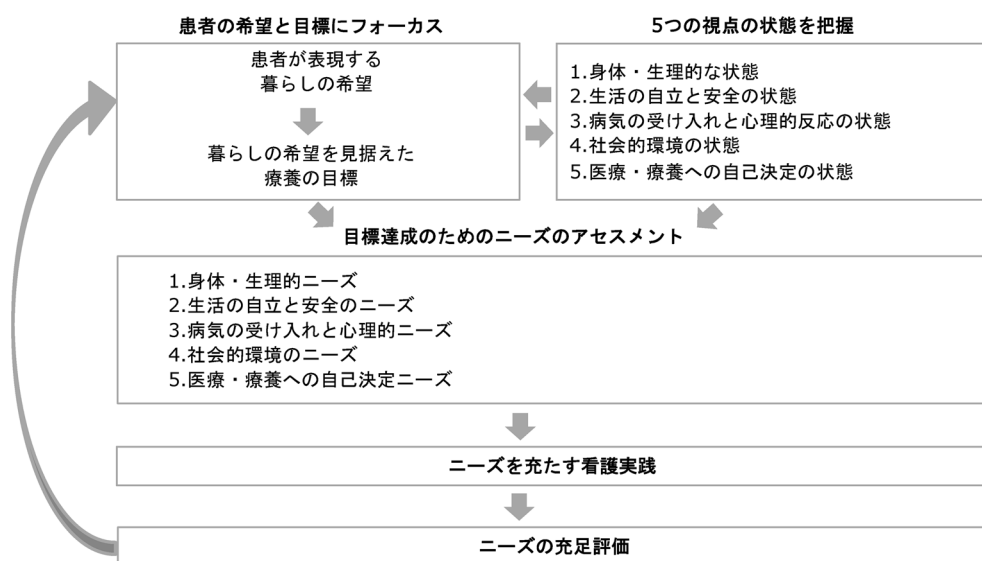 患者の希望と目標にフォーカス
患者が表現する
暮らしの希望
暮らしの希望を見据えた
療養の目標
5つの視点の状態を把握
1.身体・生理的な状態
2.生活の自立と安全の状態
3.病気の受け入れと心理的反応の状態
4.社会的環境の状態
5.医療・療養への自己決定の状態
目標達成のためのニーズのアセスメント
1.身体・生理的ニーズ
2.生活の自立と安全のニーズ
3.病気の受け入れと心理的ニーズ
4.社会的環境のニーズ
5.医療・療養への自己決定ニーズ
ニーズを充たす看護実践
ニーズの充足評価